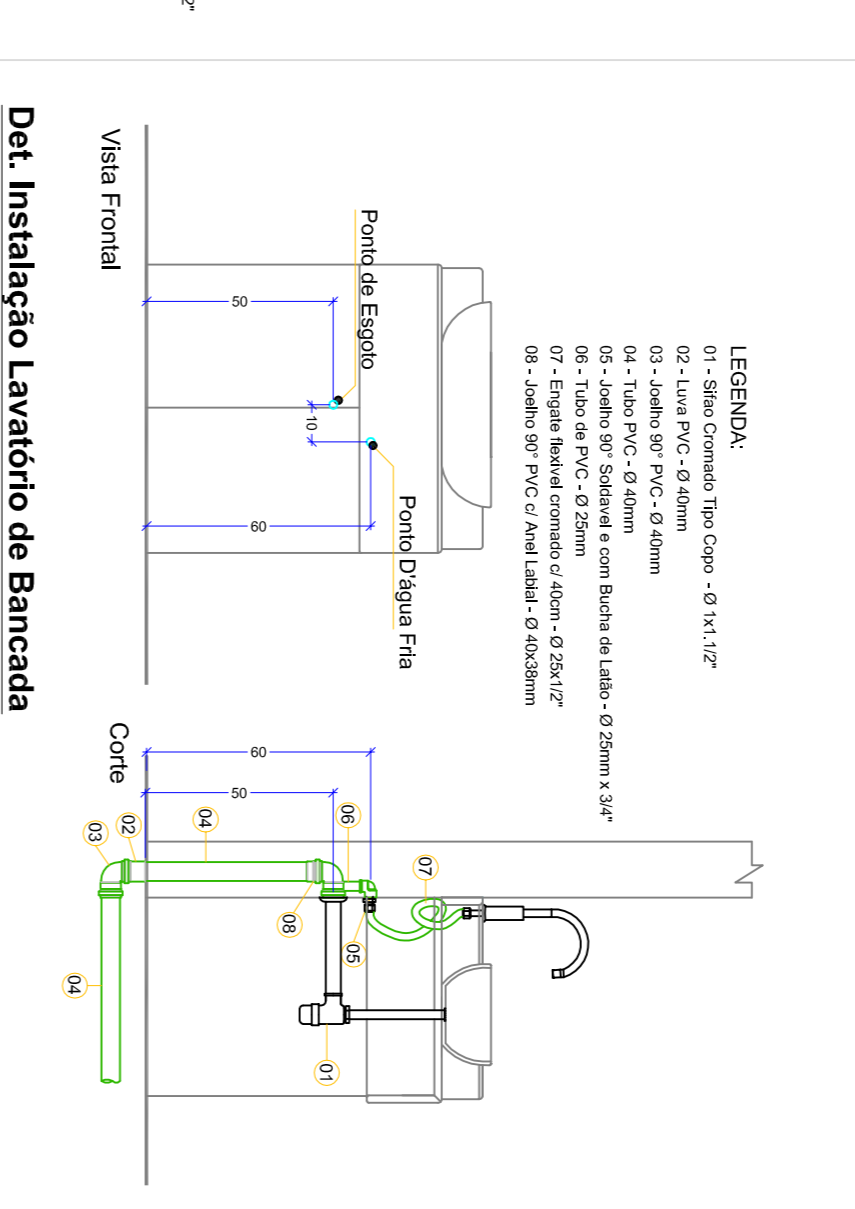 2"
LEGENDA:
01 - Sifao Cromado Tipo Copo - Ø 1x1.1/2"
02 - Luva PVC - Ø 40mm
03 - Joelho 90° PVC - Ø 40mm
04 - Tubo PVC - Ø 40mm
05 - Joelho 90° Soldavel e com Bucha de Latão - Ø 25mm x 3/4"
06 - Tubo de PVC - Ø 25mm
07 - Engate flexivel cromado c/ 40cm - Ø 25x1/2"
08 - Joelho 90° PVC c/ Anel Labial - Ø 40x38mm
Ponto D'água Fria
Ponto de Esgoto
10
50
60
Vista Frontal
07
06
05
60
50
04
08
01
02
03
04
Corte
Det. Instalação Lavatório de Bancada